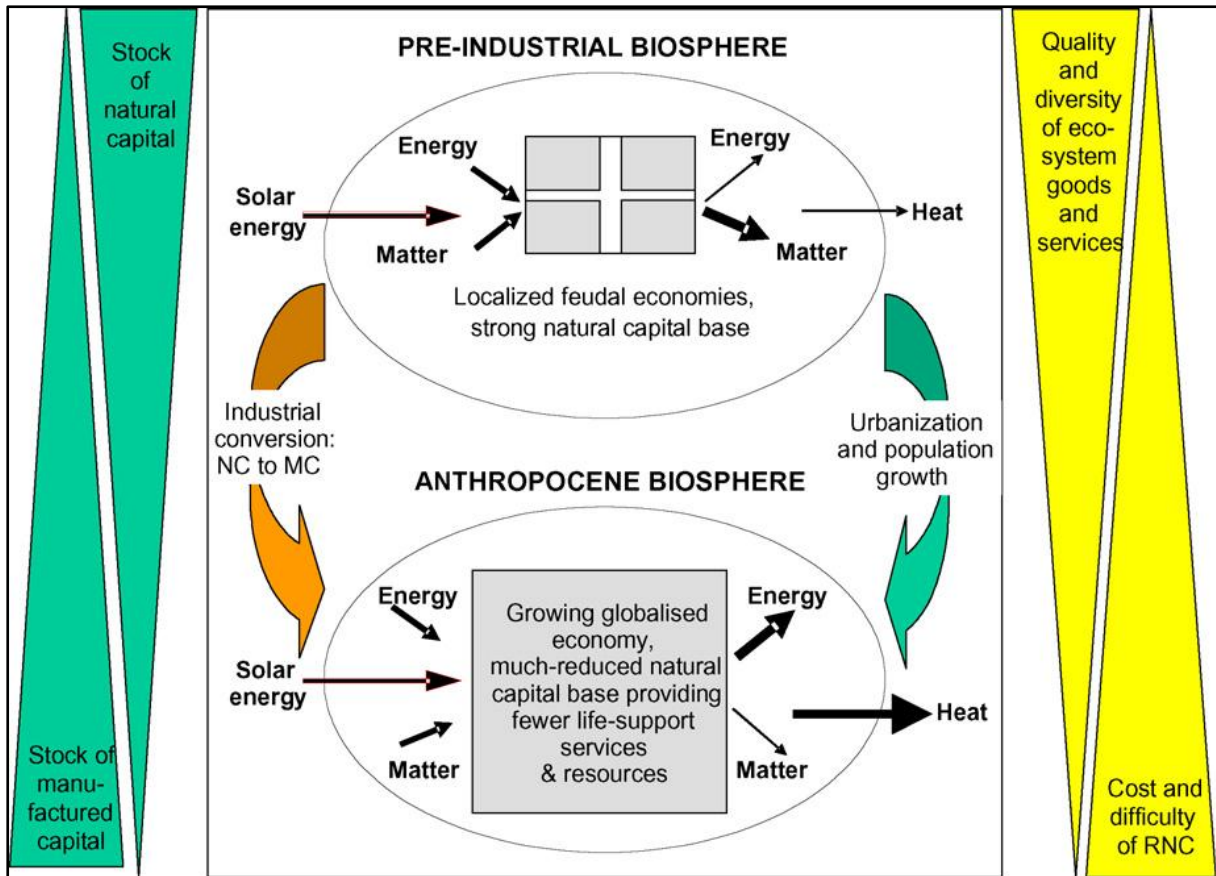 Stock
of
natural
capital
Stock of
manu-
factured
capital
PRE-INDUSTRIAL BIOSPHERE
Energy
Energy
Solar
energy
Matter
Matter
Heat
Localized feudal economies,
strong natural capital base
Industrial
conversion:
NC to MC
Urbanization
and population
growth
ANTHROPOCENE BIOSPHERE
Energy
Energy
Growing globalised
economy,
much-reduced natural
capital base providing
fewer life-support
services
& resources
Solar
energy
Heat
Matter
Matter
Quality
and
diversity
of eco-
system
goods
and
services
Cost and
difficulty
of RNC